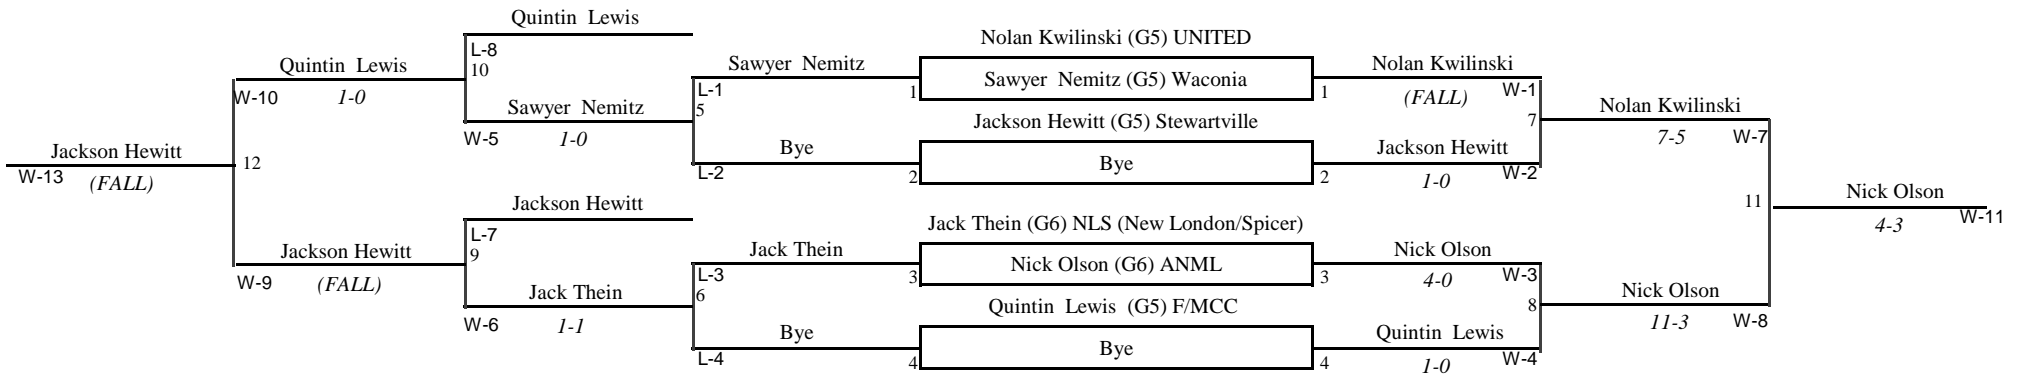 Quintin  Lewis
L-8
10
Quintin  Lewis
W-10
1-0
Sawyer  Nemitz
W-5
1-0
Jackson Hewitt
W-13
(FALL)
12
Jackson Hewitt
L-7
9
Jackson Hewitt
W-9
(FALL)
Jack Thein
W-6
1-1
Sawyer  Nemitz
L-1
5
Bye
L-2
Jack Thein
L-3
6
Bye
L-4
Nolan Kwilinski (G5) UNITED
1
Sawyer  Nemitz (G5) Waconia
1
Jackson Hewitt (G5) Stewartville
2
Bye
2
Jack Thein (G6) NLS (New London/Spicer)
3
Nick Olson (G6) ANML
3
Quintin  Lewis  (G5) F/MCC
4
Bye
4
Nolan Kwilinski
(FALL)
W-1
7
Jackson Hewitt
1-0
W-2
Nick Olson
4-0
W-3
8
Quintin  Lewis
1-0
W-4
Nolan Kwilinski
7-5
W-7
11
Nick Olson
11-3
W-8
Nick Olson
4-3
W-11